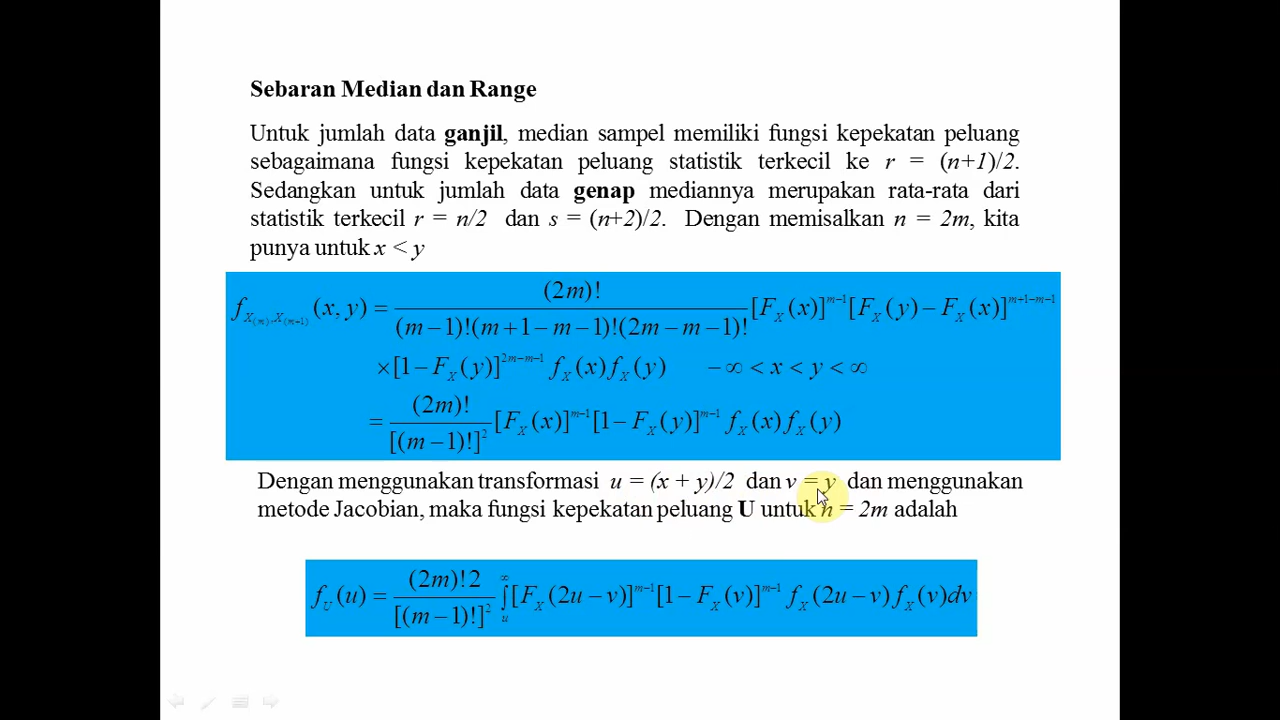 Sebaran Median dan Range
Untuk jumlah data ganjil, median sampel memiliki fungsi kepekatan peluang
sebagaimana fungsi kepekatan peluang statistik terkecil ke r = (n+1)/2.
Sedangkan untuk jumlah data genap mediannya merupakan rata-rata dari
statistik terkecil r = n/2 dan s = (n+2)/2. Dengan memisalkan n = 2m, kita
punya untuk x < y
f_{X_{(m)},X_{(m+1)}}(x, y) = \frac{(2m)!}{(m−1)!(m+1−m−1)!(2m−m−1)!}[F_X(x)]^{m−1}[F_X(y)−F_X(x)]^{m+1−m−1}
×[1−F_X(y)]^{2m−m−1} f_X(x)f_X(y) −∞ < x < y < ∞
= \frac{(2m)!}{[(m−1)!]^2}[F_X(x)]^{m−1}[1−F_X(y)]^{m−1} f_X(x)f_X(y)
Dengan menggunakan transformasi u = (x + y)/2 dan v = y dan menggunakan
metode Jacobian, maka fungsi kepekatan peluang U untuk n = 2m adalah
f_U(u) = \frac{(2m)!2}{[(m−1)!]^2} \int_u^∞ [F_X(2u−v)]^{m−1}[1−F_X(v)]^{m−1} f_X(2u−v)f_X(v)dv